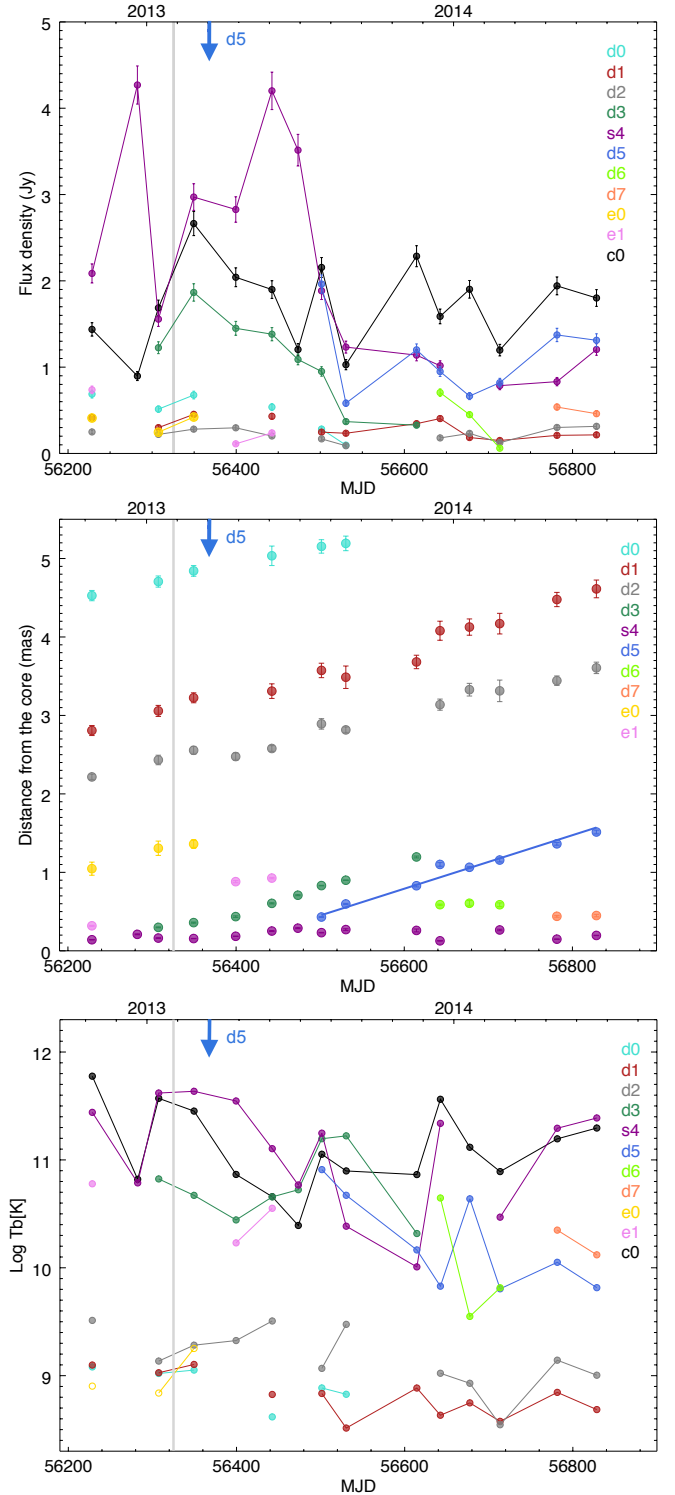 2013 2014
d5
5
4
3
2
1
0
Flux density (Jy)
d0
d1
d2
d3
s4
d5
d6
d7
e0
e1
c0
56200 56400 56600 56800
MJD
2013 2014
d5
5
4
3
2
1
0
Distance from the core (mas)
d0
d1
d2
d3
s4
d5
d6
d7
e0
e1
56200 56400 56600 56800
MJD
2013 2014
d5
12
11
10
9
Log Tb[K]
d0
d1
d2
d3
s4
d5
d6
d7
e0
e1
c0
56200 56400 56600 56800
MJD